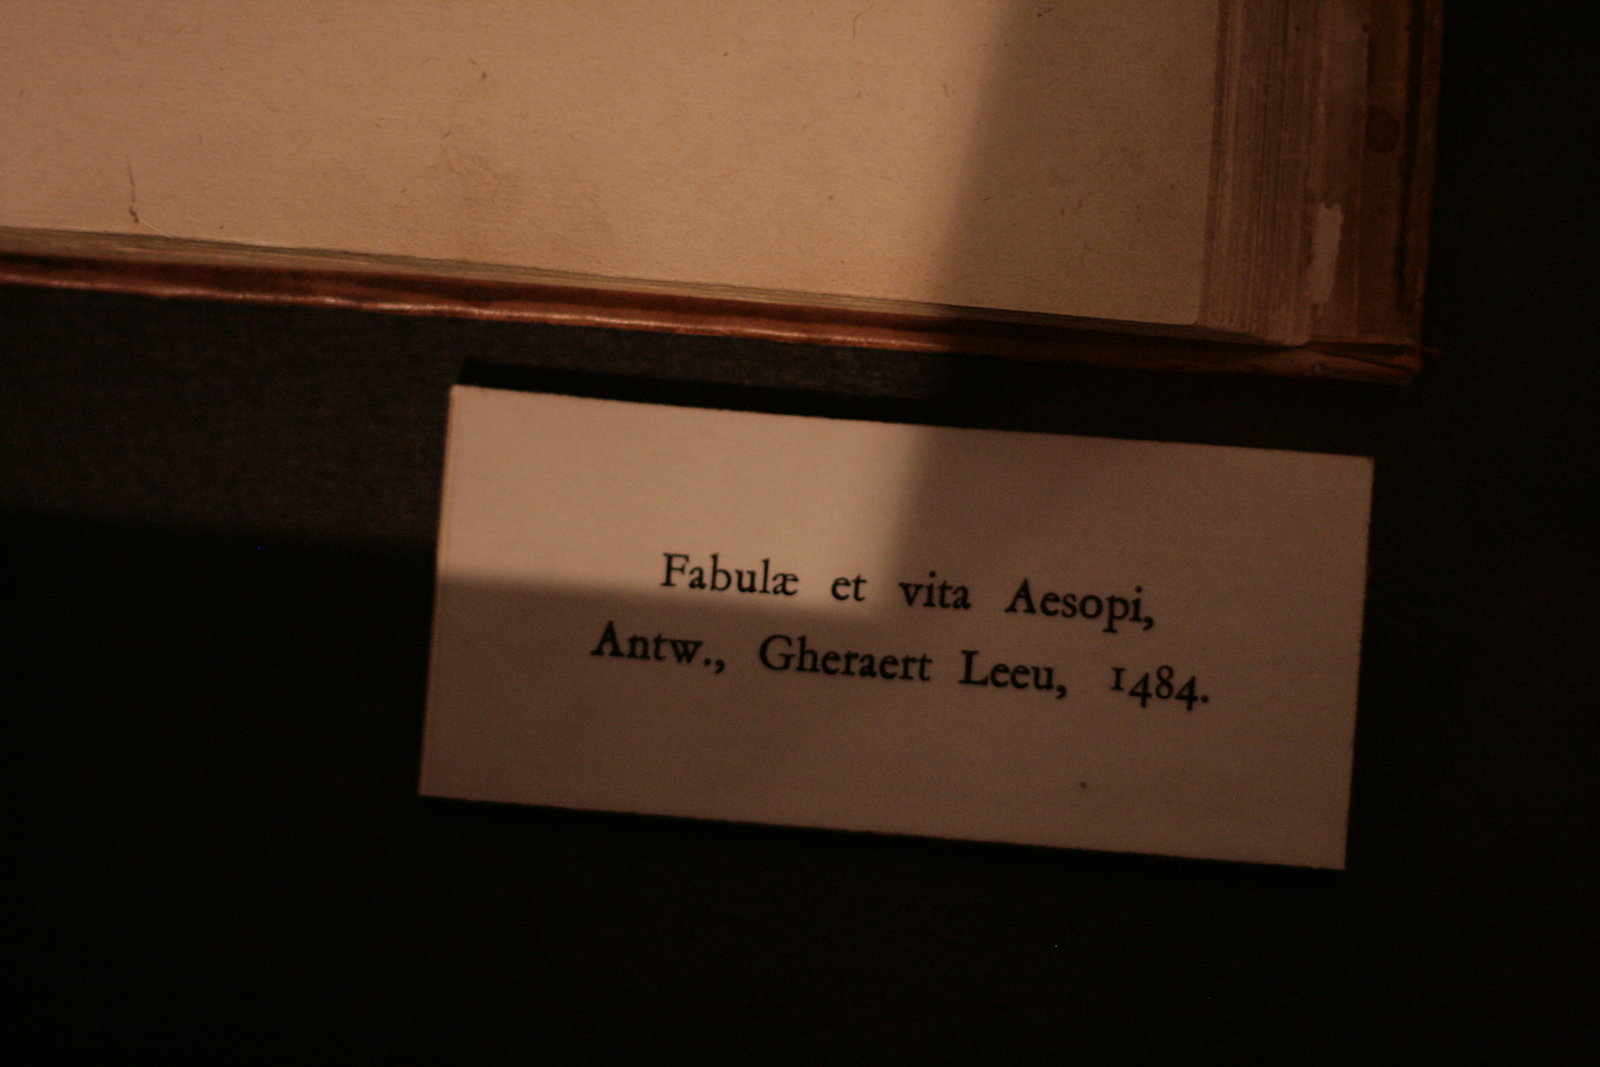 Fabulæ et vita Aesopi,
Antw., Gheraert Leeu, 1484.